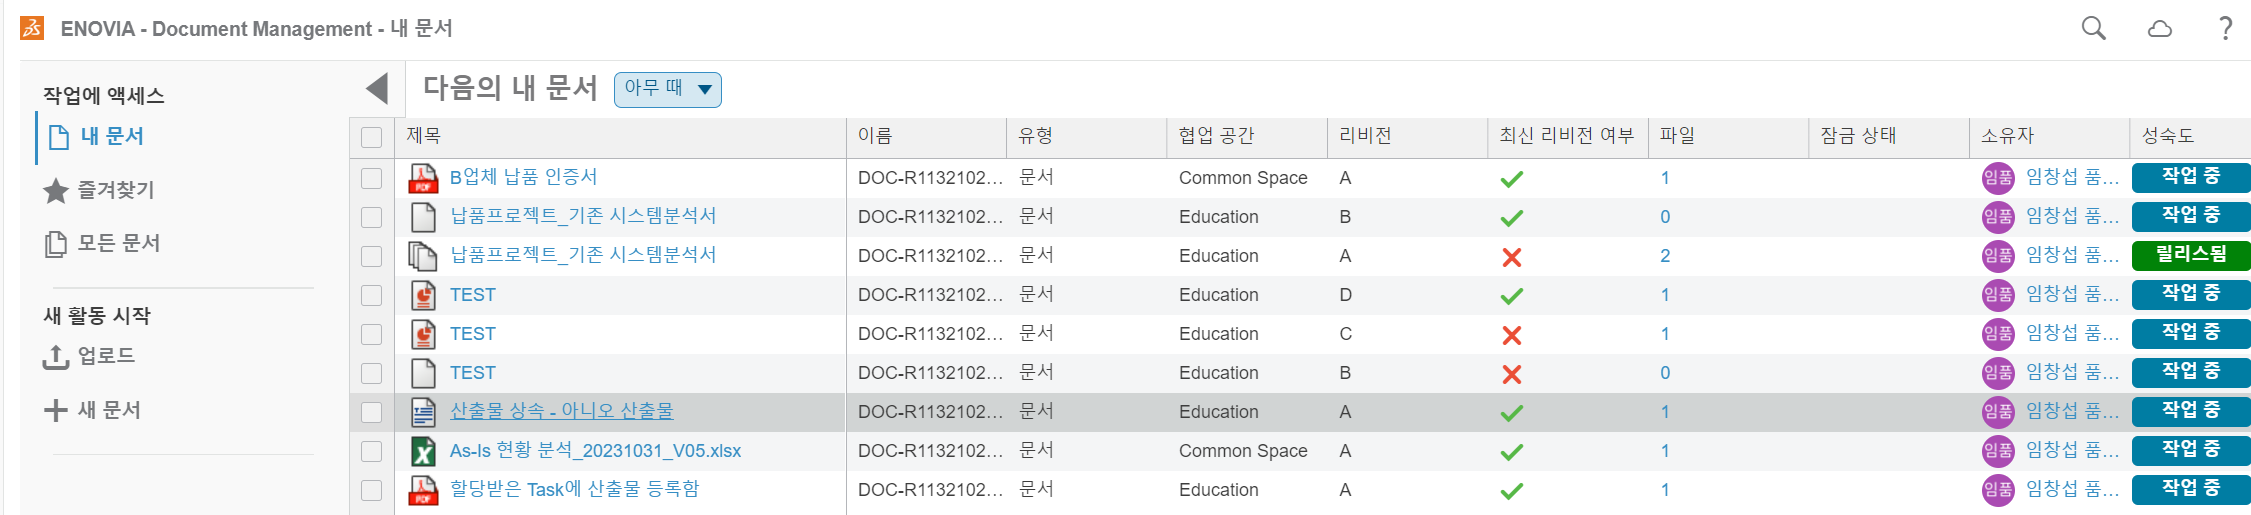 ENOVIA - Document Management - 내 문서
작업에 액세스
내 문서
즐겨찾기
모든 문서
새 활동 시작
업로드
새 문서
다음의 내 문서 아무 때
제목 이름 유형 협업 공간 리비전 최신 리비전 여부 파일 잠금 상태 소유자 성숙도
B업체 납품 인증서 DOC-R1132102... 문서 Common Space A 1 임품 임창섭 품... 작업 중
납품프로젝트_기존 시스템분석서 DOC-R1132102... 문서 Education B 0 임품 임창섭 품... 작업 중
납품프로젝트_기존 시스템분석서 DOC-R1132102... 문서 Education A 2 임품 임창섭 품... 릴리스됨
TEST DOC-R1132102... 문서 Education D 1 임품 임창섭 품... 작업 중
TEST DOC-R1132102... 문서 Education C 1 임품 임창섭 품... 작업 중
TEST DOC-R1132102... 문서 Education B 0 임품 임창섭 품... 작업 중
산출물 상속 - 아니오 산출물 DOC-R1132102... 문서 Education A 1 임품 임창섭 품... 작업 중
As-Is 현황 분석_20231031_V05.xlsx DOC-R1132102... 문서 Common Space A 1 임품 임창섭 품... 작업 중
할당받은 Task에 산출물 등록함 DOC-R1132102... 문서 Education A 1 임품 임창섭 품... 작업 중